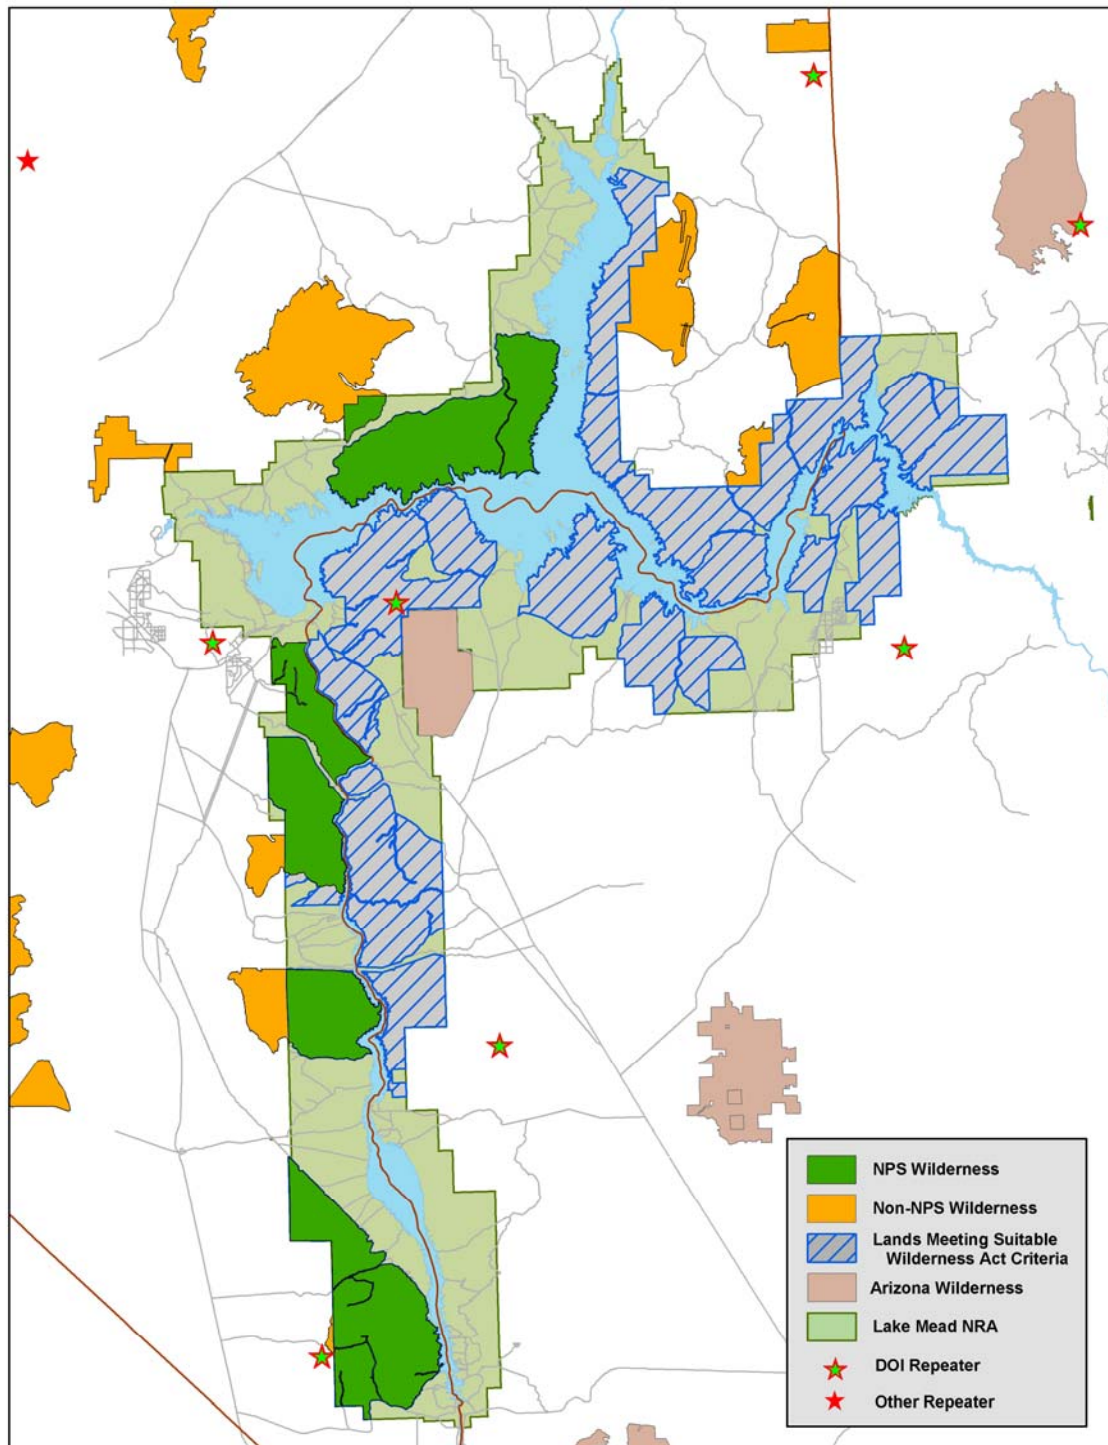 NPS Wilderness
Non-NPS Wilderness
Lands Meeting Suitable
Wilderness Act Criteria
Arizona Wilderness
Lake Mead NRA
DOI Repeater
Other Repeater